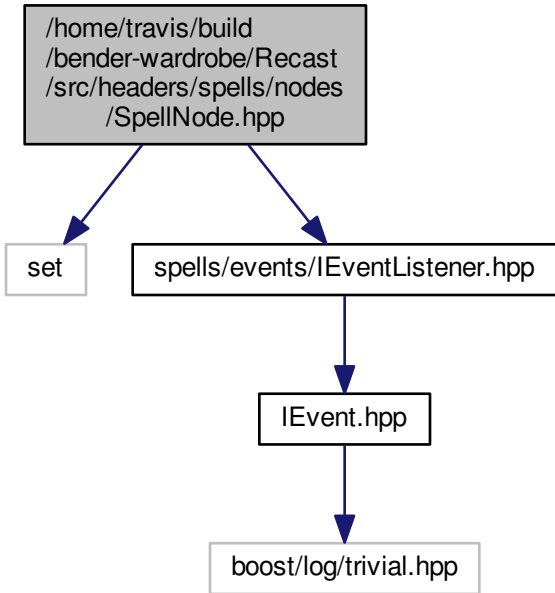 /home/travis/build
/bender-wardrobe/Recast
/src/headers/spells/nodes
/SpellNode.hpp
set
spells/events/IEventListener.hpp
IEvent.hpp
boost/log/trivial.hpp